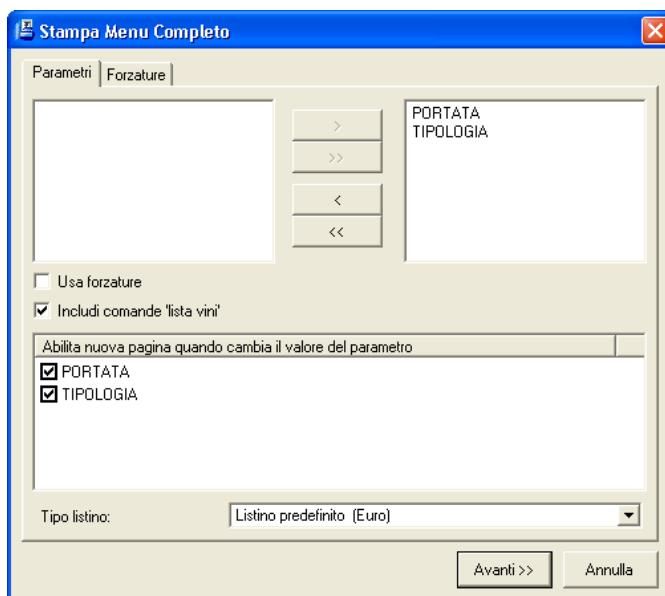 Stampa Menu Completo
Parametri
Forzature
PORTATA
TIPOLOGIA
>
>>
<
<<
Usa forzature
Includi comande 'lista vini'
Abilita nuova pagina quando cambia il valore del parametro
PORTATA
TIPOLOGIA
Tipo listino:
Listino predefinito (Euro)
Avanti >>
Annulla